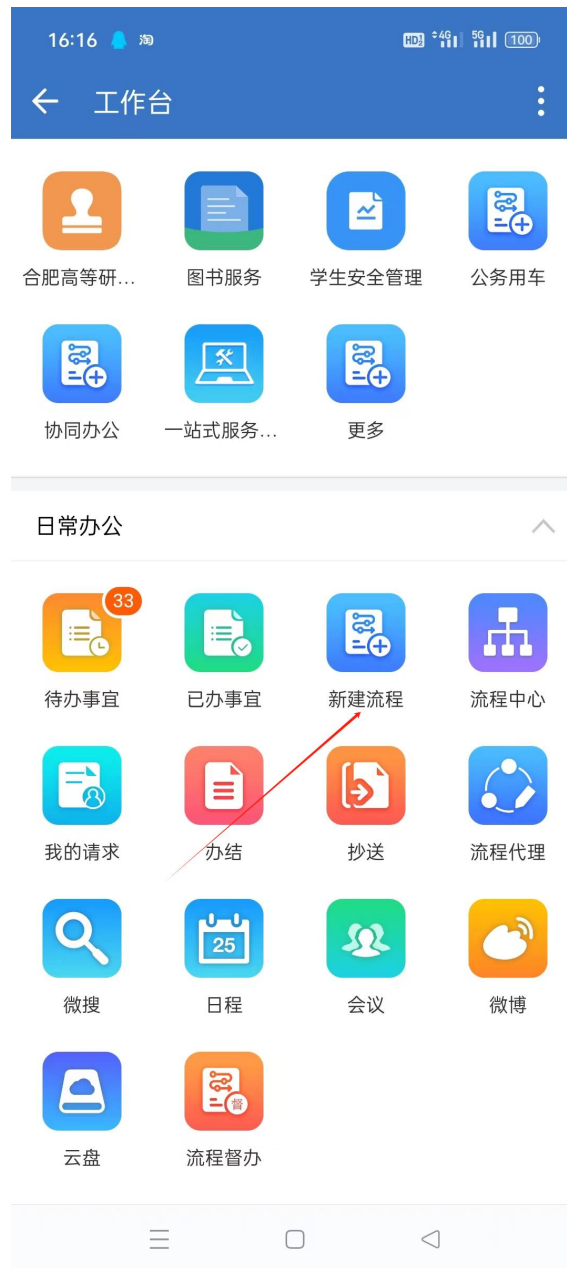 16:16 淘 HD 4G 5G 100
工作台
合肥高等研... 图书服务 学生安全管理 公务用车
协同办公 一站式服务... 更多
日常办公
33
待办事宜 已办事宜 新建流程 流程中心
我的请求 办结 抄送 流程代理
25
微搜 日程 会议 微博
督
云盘 流程督办